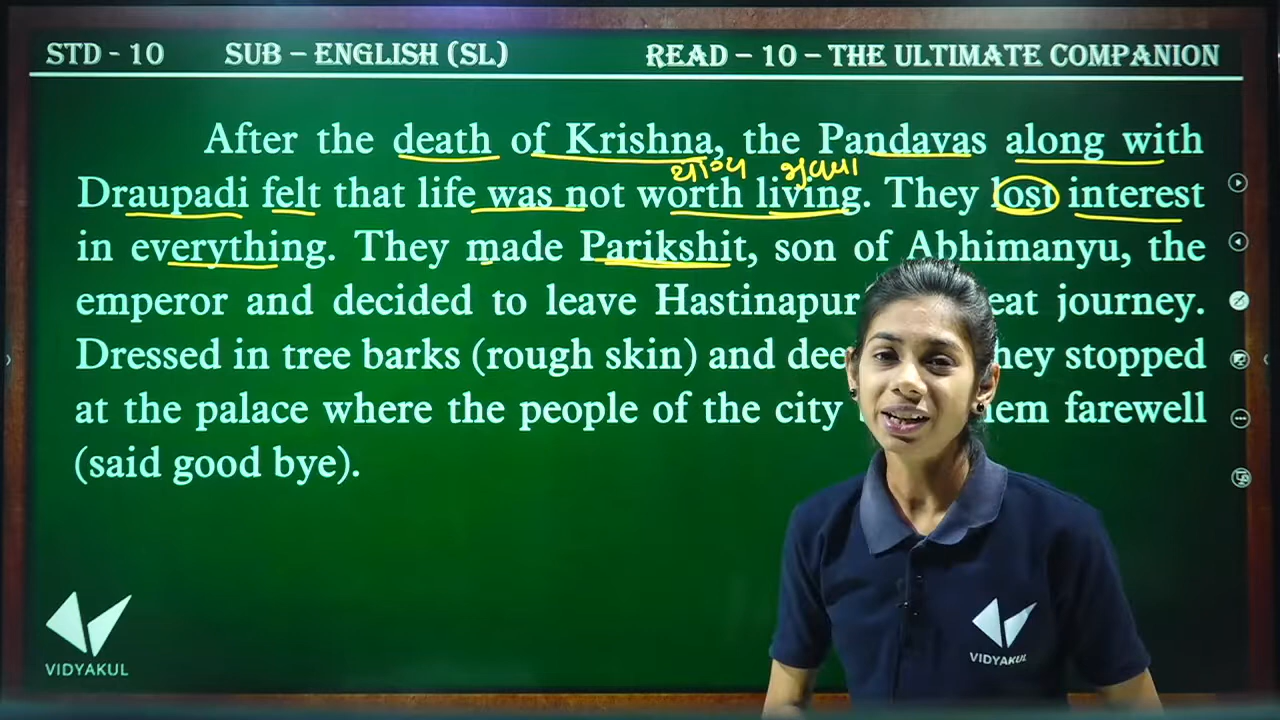 STD - 10 SUB – ENGLISH (SL) READ – 10 – THE ULTIMATE COMPANION
After the death of Krishna, the Pandavas along with
યોગ્ય જીવવા
Draupadi felt that life was not worth living. They lost interest
in everything. They made Parikshit, son of Abhimanyu, the
emperor and decided to leave Hastinapur eat journey.
Dressed in tree barks (rough skin) and dee hey stopped
at the palace where the people of the city hem farewell
(said good bye).
VIDYAKUL
VIDYAKUL